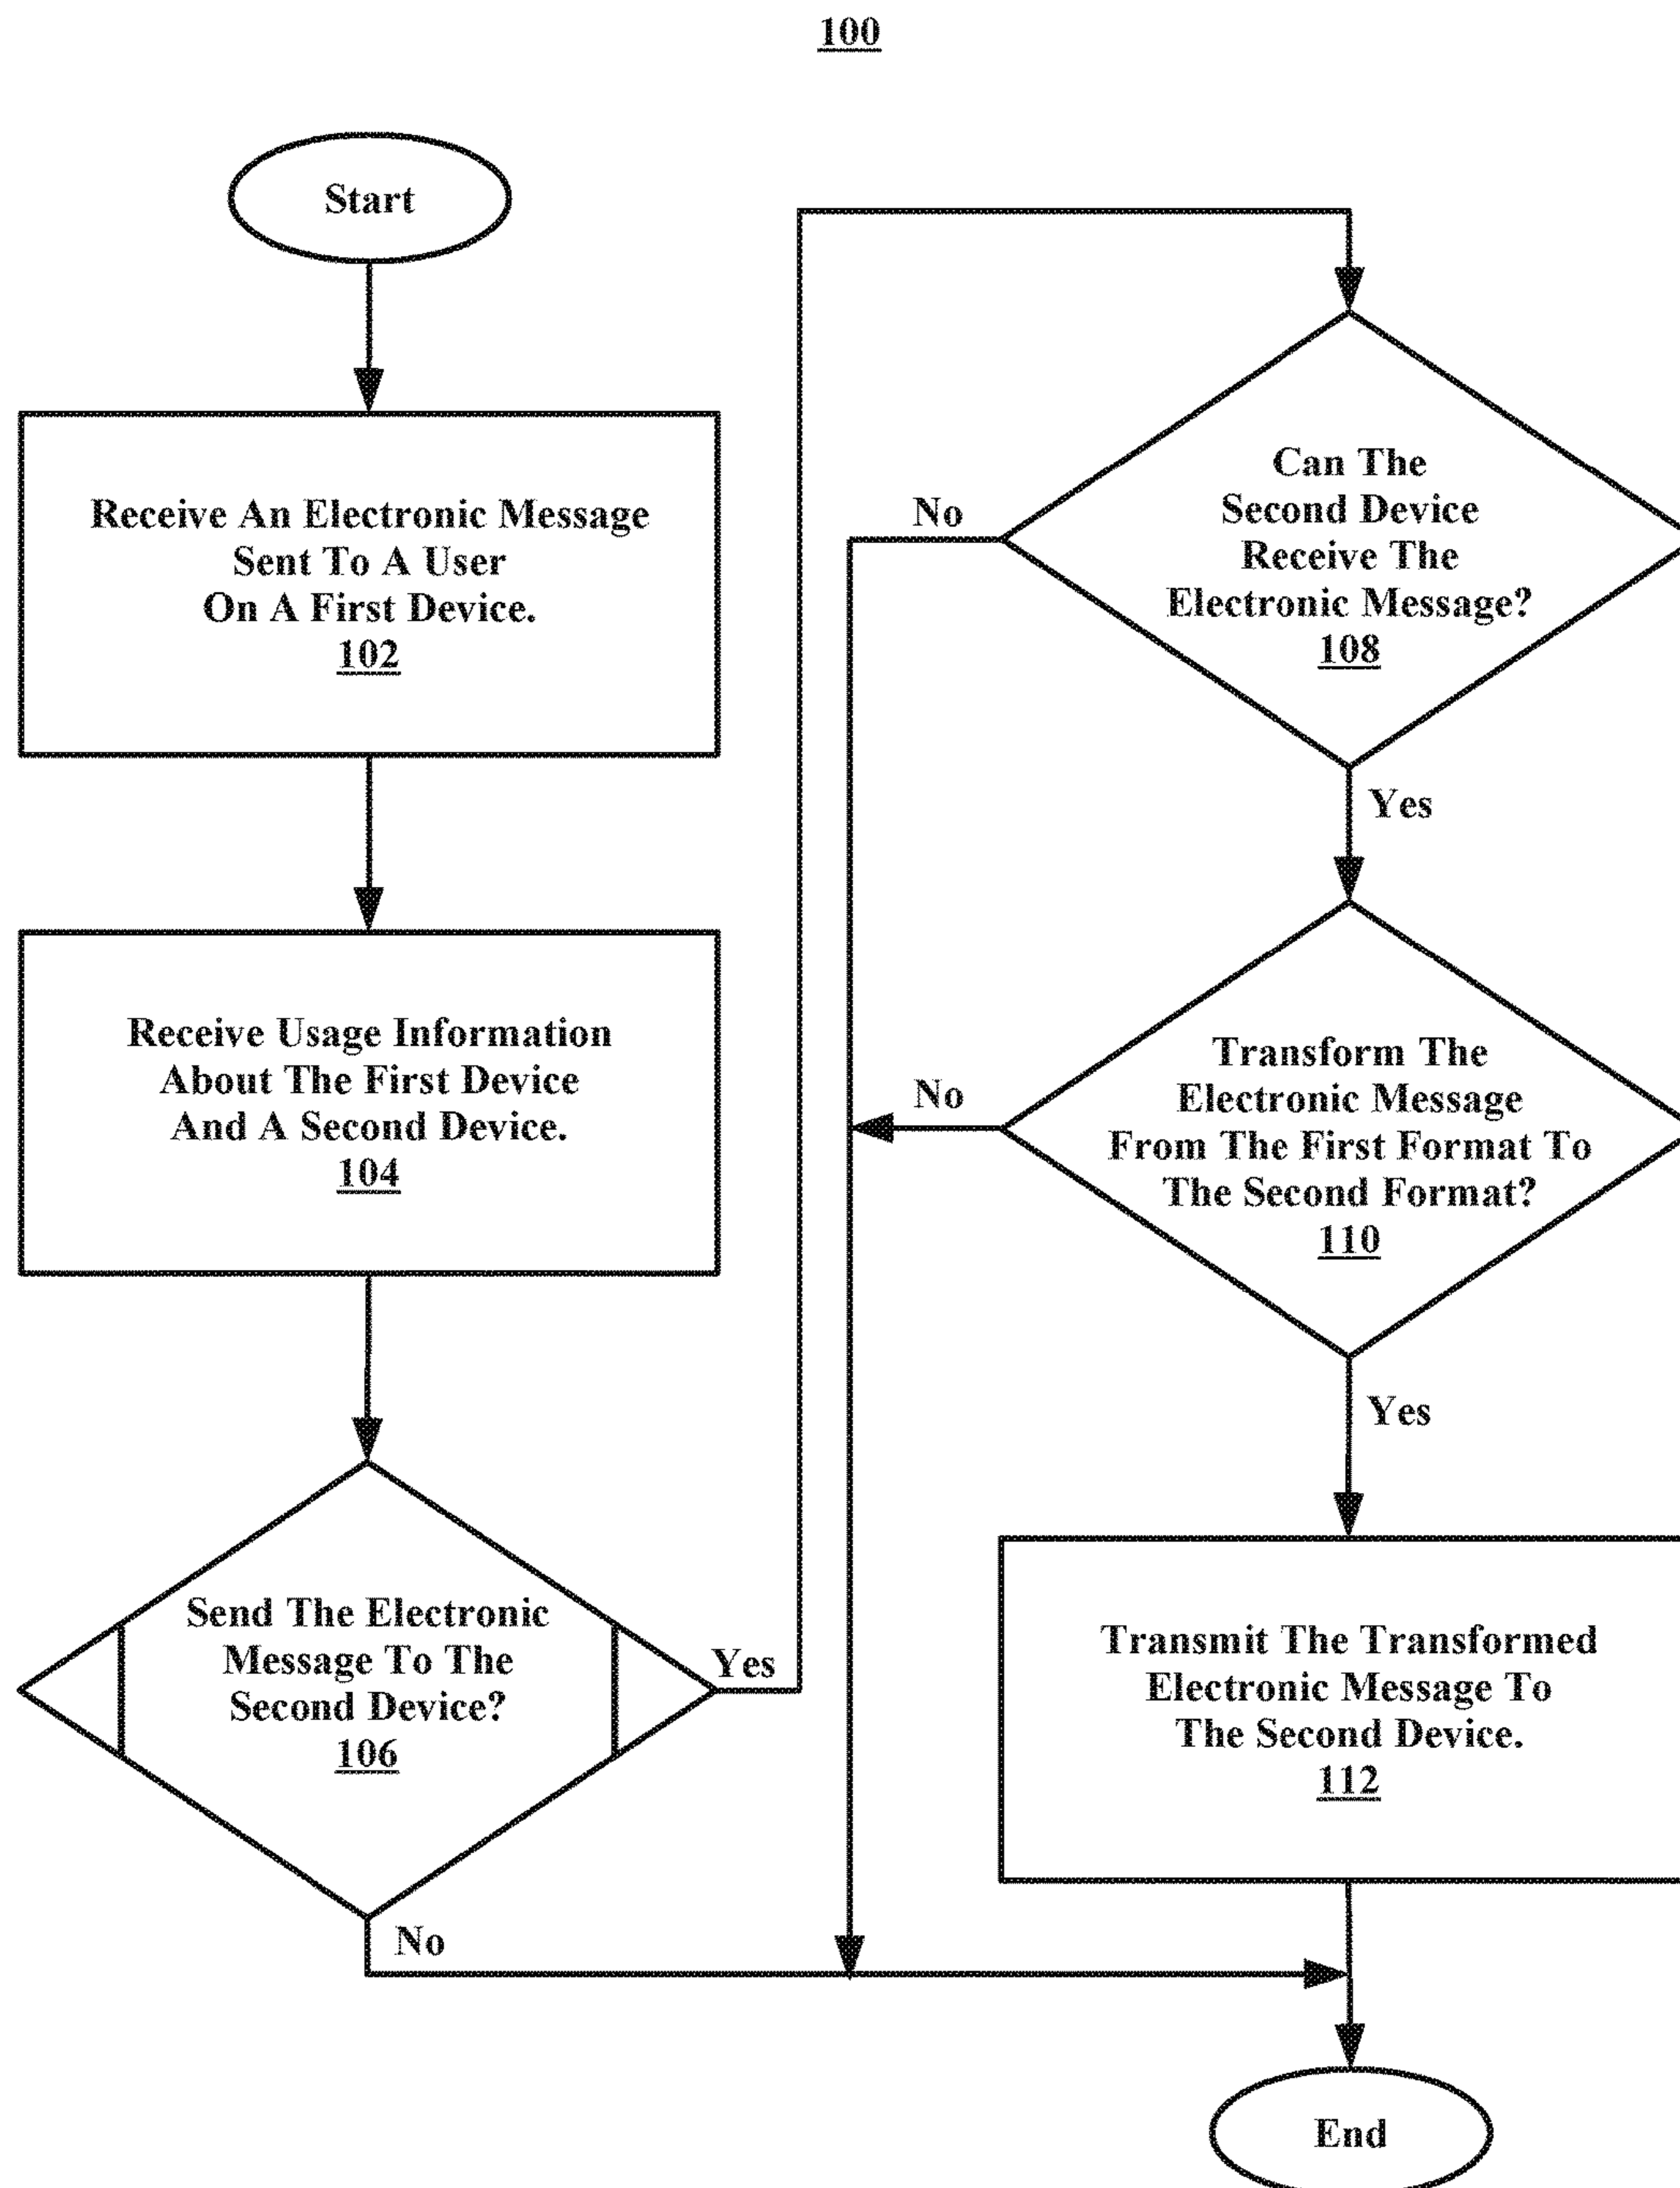 100
Start
Receive An Electronic Message
Sent To A User
On A First Device.
102
Receive Usage Information
About The First Device
And A Second Device.
104
Send The Electronic
Message To The
Second Device?
106
Yes
No
Can The
Second Device
Receive The
Electronic Message?
108
No
Yes
Transform The
Electronic Message
From The First Format To
The Second Format?
110
No
Yes
Transmit The Transformed
Electronic Message To
The Second Device.
112
End